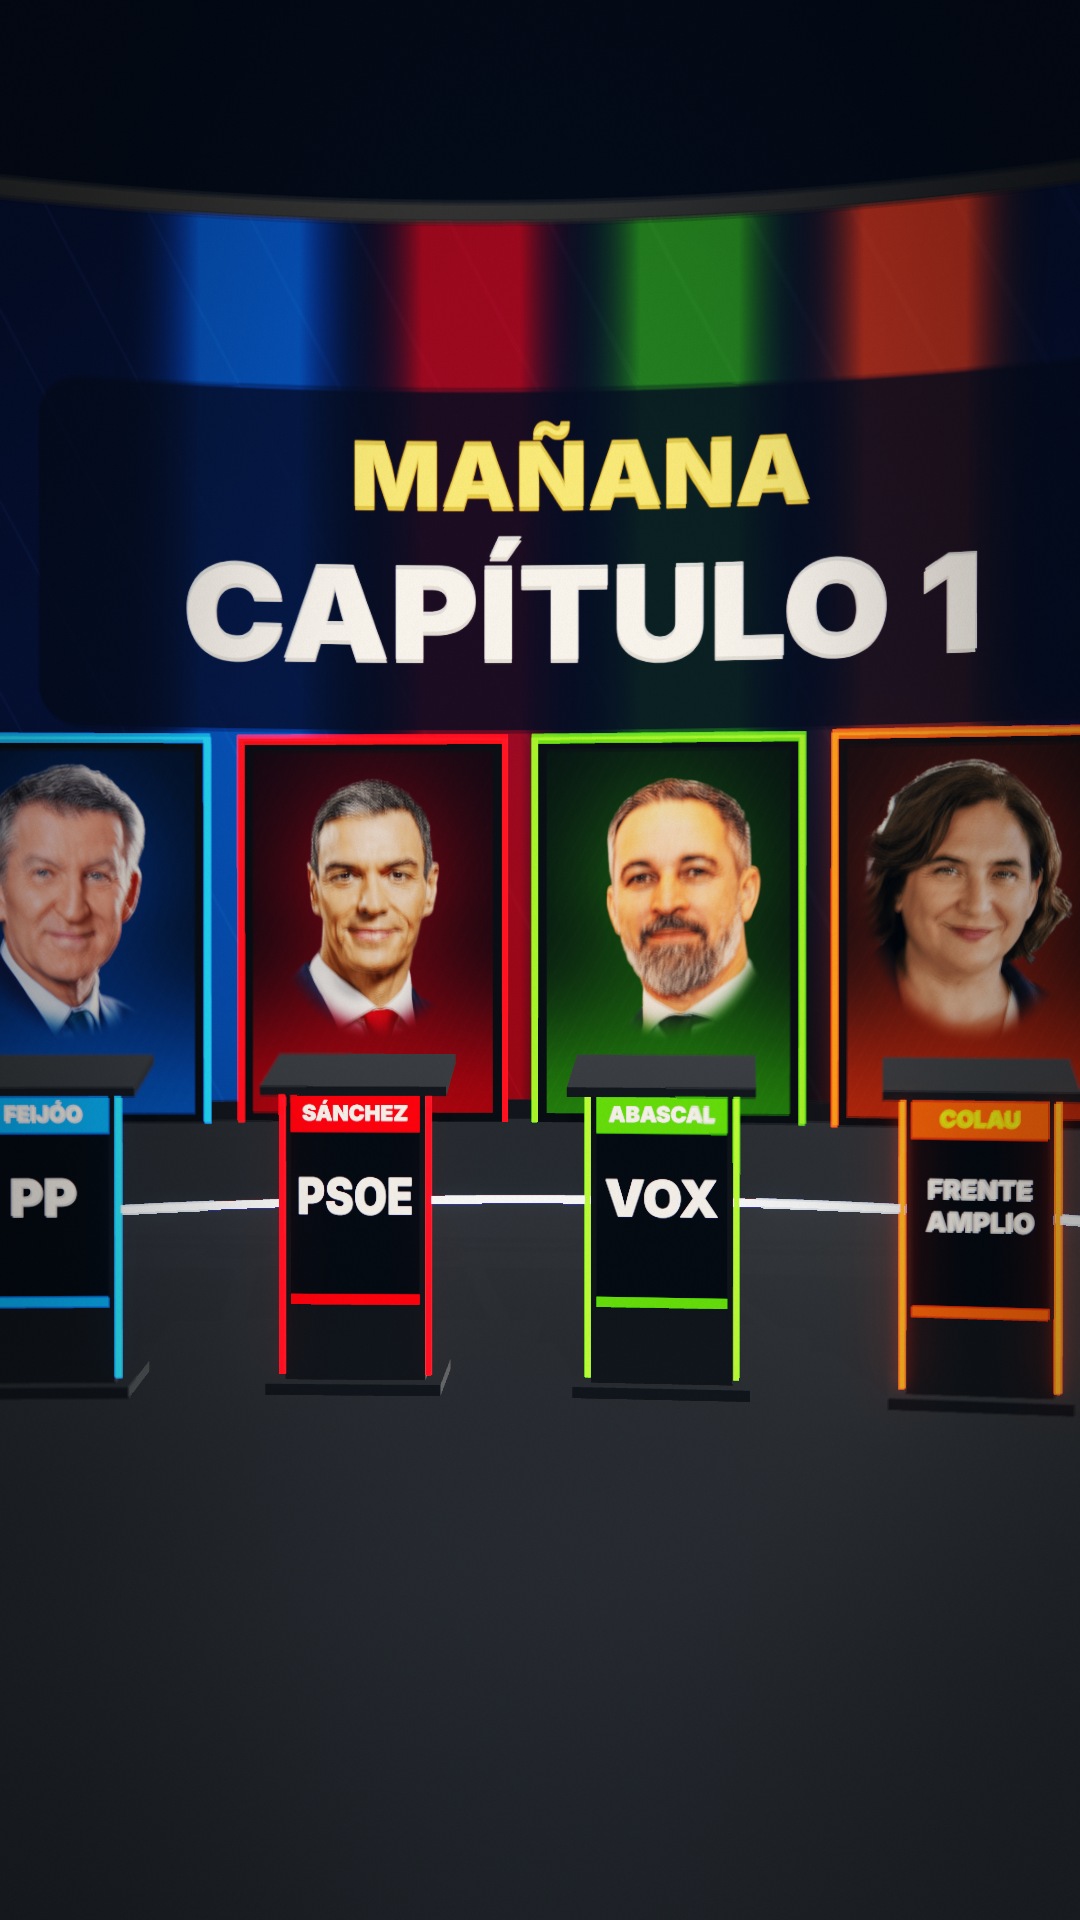 MAÑANA
CAPÍTULO 1
FEIJÓO
PP
SÁNCHEZ
PSOE
ABASCAL
VOX
COLAU
FRENTE
AMPLIO